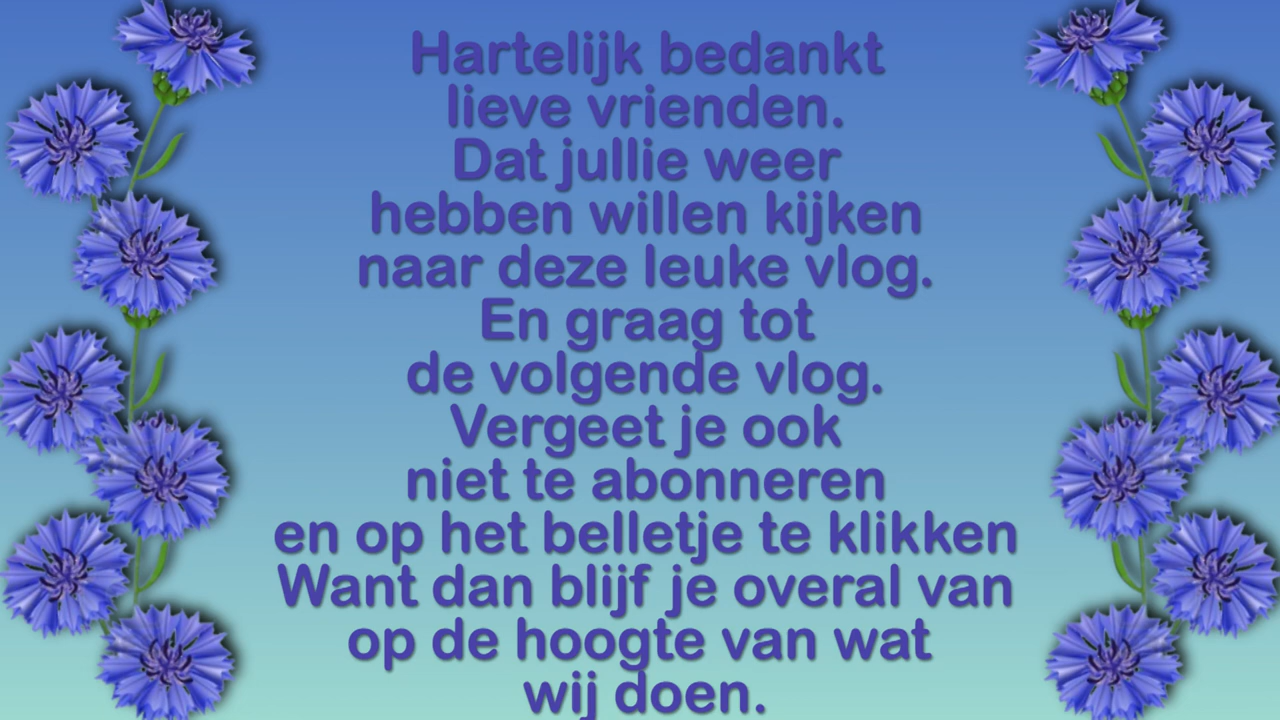 Hartelijk bedankt
lieve vrienden.
Dat jullie weer
hebben willen kijken
naar deze leuke vlog.
En graag tot
de volgende vlog.
Vergeet je ook
niet te abonneren
en op het belletje te klikken
Want dan blijf je overal van
op de hoogte van wat
wij doen.